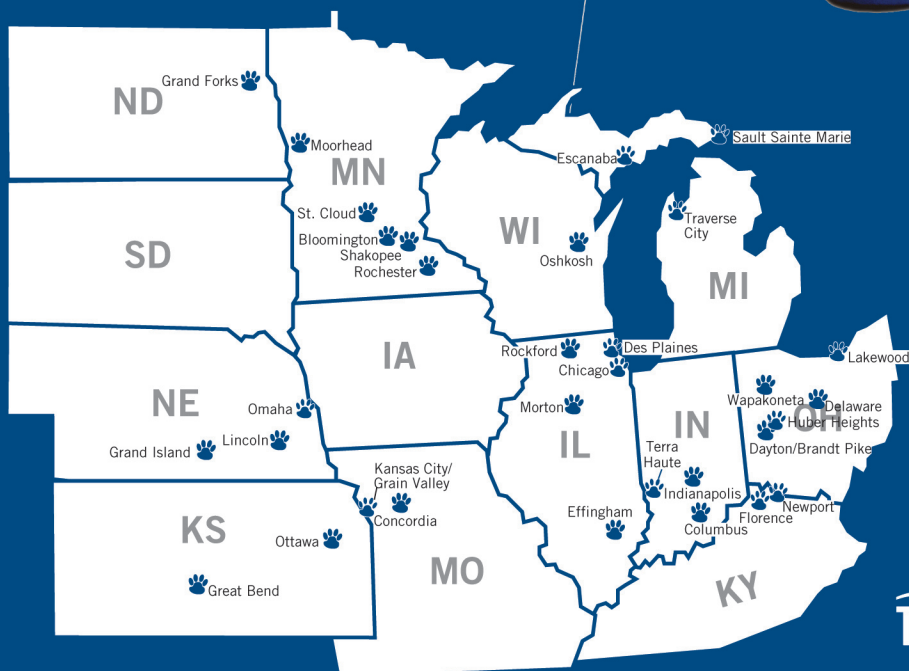 Grand Forks
ND
Moorhead
MN
Sault Sainte Marie
Escanaba
St. Cloud
Traverse
City
WI
Bloomington
Shakopee
Rochester
Oshkosh
SD
MI
IA
Rockford
Des Plaines
Chicago
Lakewood
NE
Omaha
Morton
Wapakoneta
Delaware
OH
Huber Heights
Dayton/Brandt Pike
IN
IL
Grand Island
Lincoln
Terra
Haute
Indianapolis
Kansas City/
Grain Valley
Concordia
Newport
Florence
Columbus
Effingham
KS
Ottawa
MO
KY
Great Bend